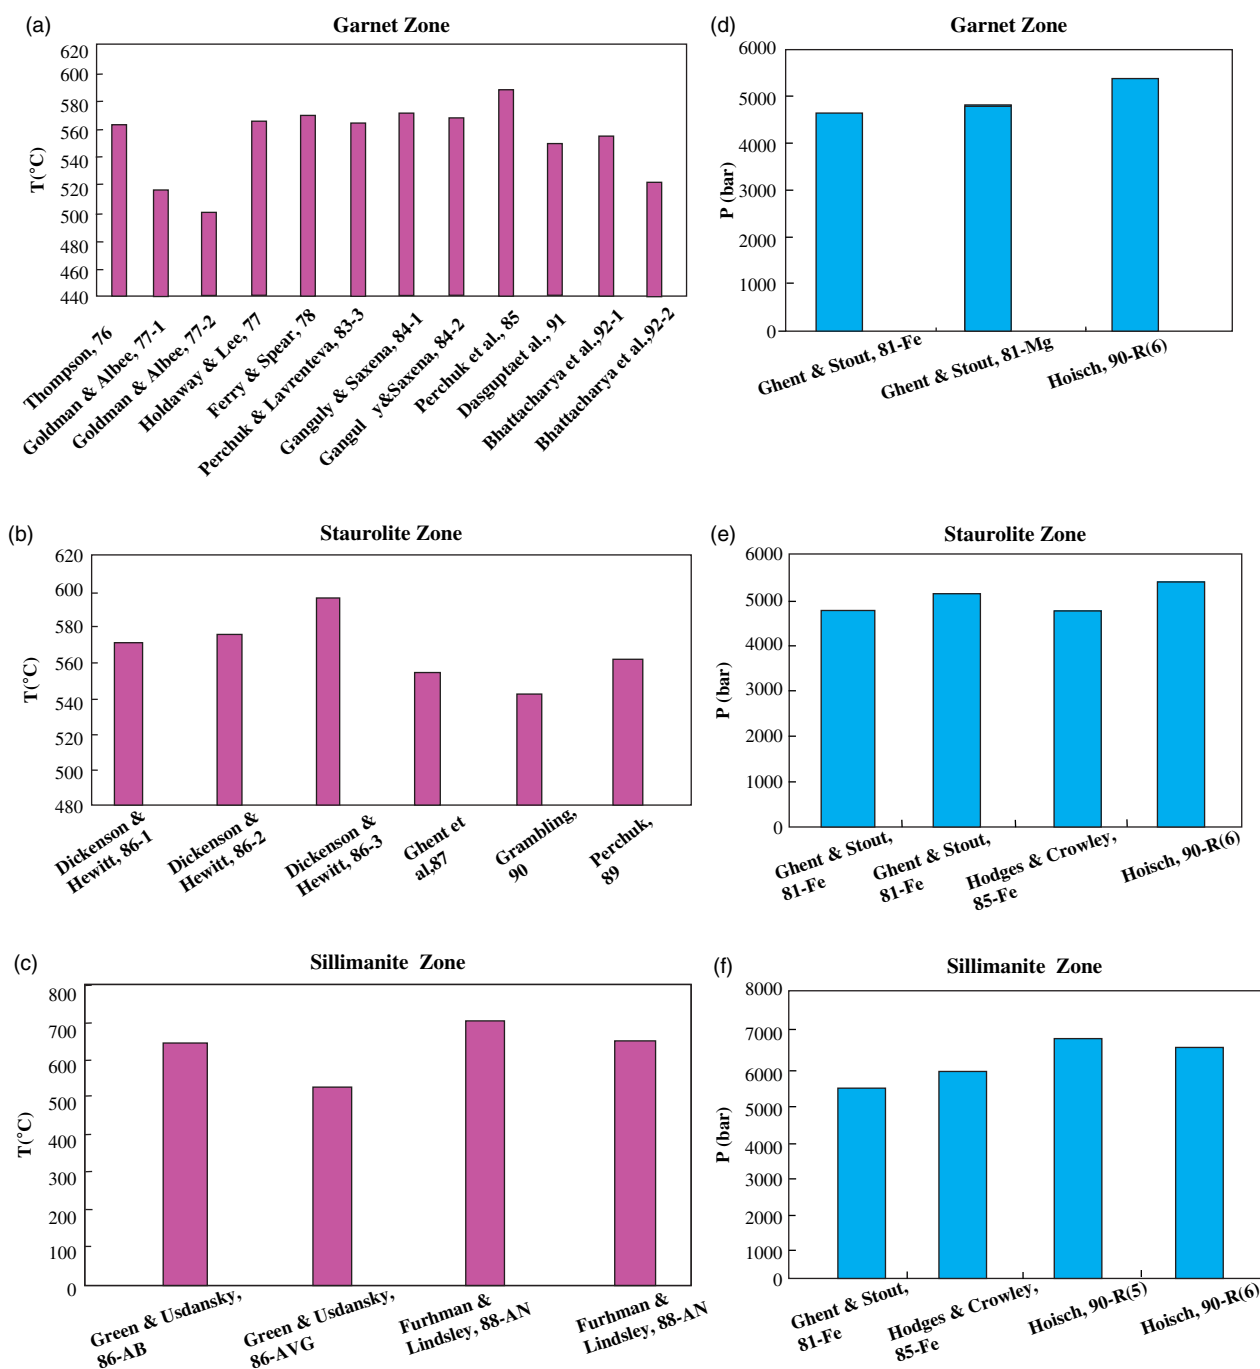 (a)
Garnet Zone
620
600
580
560
540
520
500
480
460
440
T(°C)
Thompson, 76
Goldman & Albee, 77-1
Goldman & Albee, 77-2
Holdaway & Lee, 77
Ferry & Spear, 78
Perchuk & Lavrenteva, 83-3
Ganguly & Saxena, 84-1
Gangul y&Saxena, 84-2
Perchuk et al., 85
Dasguptaet al., 91
Bhattacharya et al.,92-1
Bhattacharya et al.,92-2
(d)
Garnet Zone
6000
5000
4000
3000
2000
1000
0
P (bar)
Ghent & Stout, 81-Fe
Ghent & Stout, 81-Mg
Hoisch, 90-R(6)
(b)
Staurolite Zone
620
600
580
560
540
520
500
480
T(°C)
Dickenson &
Hewitt, 86-1
Dickenson &
Hewitt, 86-2
Dickenson &
Hewitt, 86-3
Ghent et
al,87
Grambling,
90
Perchuk,
89
(e)
Staurolite Zone
6000
5000
4000
3000
2000
1000
0
P (bar)
Ghent & Stout,
81-Fe
Ghent & Stout,
81-Fe
Hodges & Crowley,
85-Fe
Hoisch, 90-R(6)
(c)
Sillimanite Zone
800
700
600
500
400
300
200
100
0
T(°C)
Green & Usdansky,
86-AB
Green & Usdansky,
86-AVG
Furhman &
Lindsley, 88-AN
Furhman &
Lindsley, 88-AN
(f)
Sillimanite Zone
8000
7000
6000
5000
4000
3000
2000
1000
0
P (bar)
Ghent & Stout,
81-Fe
Hodges & Crowley,
85-Fe
Hoisch, 90-R(5)
Hoisch, 90-R(6)